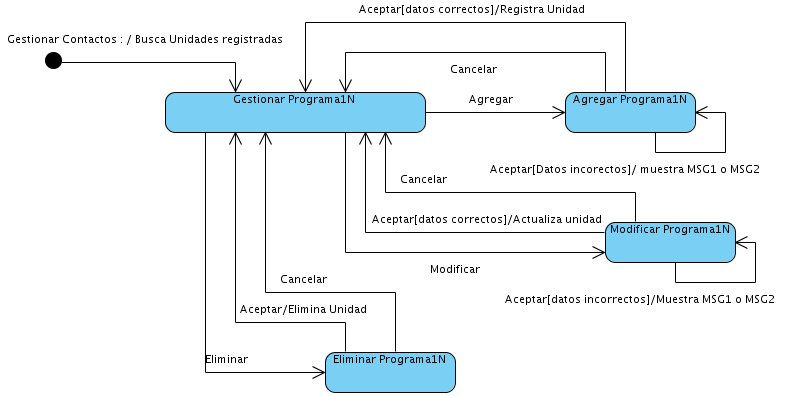 Aceptar[datos correctos]/Registra Unidad
Gestionar Contactos : / Busca Unidades registradas
Cancelar
Gestionar Programa1N
Agregar
Agregar Programa1N
Aceptar[Datos incorectos]/ muestra MSG1 o MSG2
Cancelar
Aceptar[datos correctos]/Actualiza unidad
Modificar Programa1N
Modificar
Cancelar
Aceptar[datos incorrectos]/Muestra MSG1 o MSG2
Aceptar/Elimina Unidad
Eliminar
Eliminar Programa1N